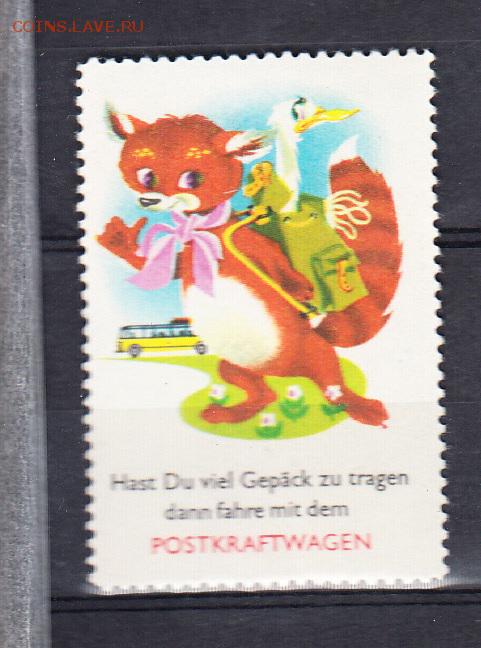 COINS.LAVE.RU
Hast Du viel Gepäck zu tragen
dann fahre mit dem
POSTKRAFTWAGEN